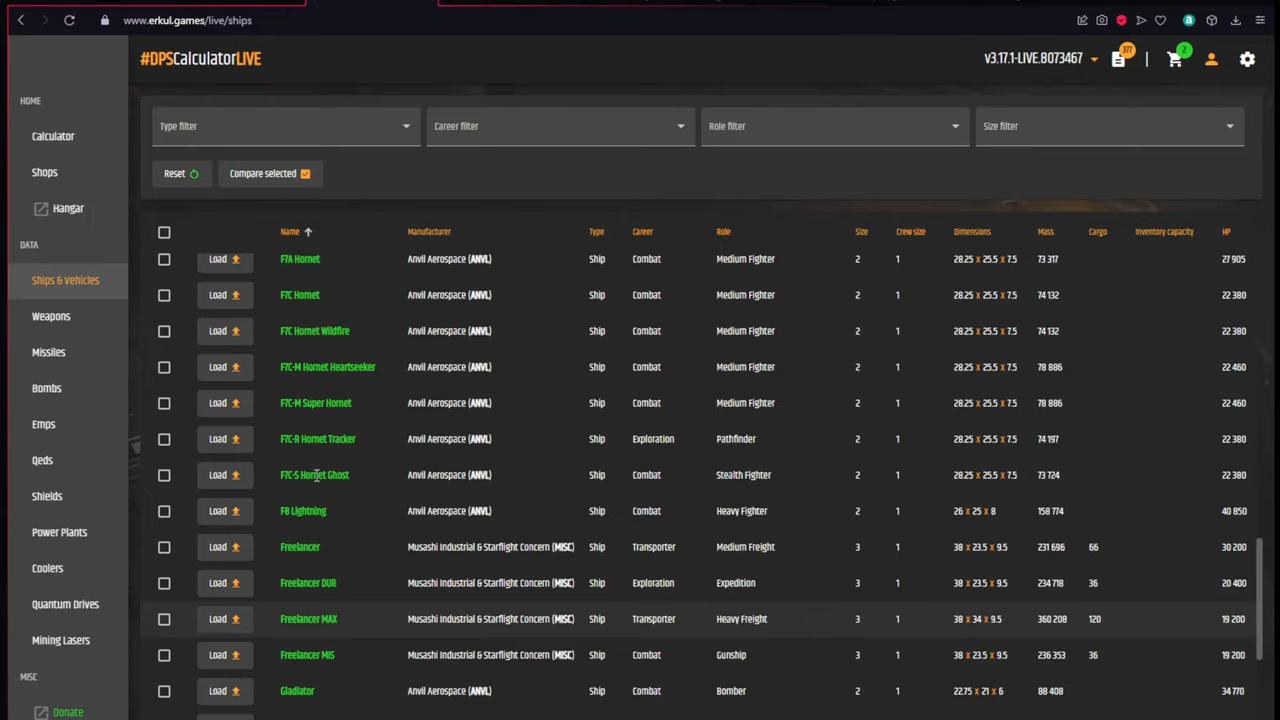 www.erkul.games/live/ships
#DPSCalculatorLIVE
v3.17.1-LIVE.8073467
377
2
HOME
Calculator
Shops
Hangar
DATA
Ships & Vehicles
Weapons
Missiles
Bombs
Emps
Qeds
Shields
Power Plants
Coolers
Quantum Drives
Mining Lasers
MISC
Donate
Type filter Career filter Role filter Size filter
Reset Compare selected
Name Manufacturer Type Career Role Size Crew size Dimensions Mass Cargo Inventory capacity HP
Load F7A Hornet Anvil Aerospace (ANVL) Ship Combat Medium Fighter 2 1 28.25 x 25.5 x 7.5 73 317 27 905
Load F7C Hornet Anvil Aerospace (ANVL) Ship Combat Medium Fighter 2 1 28.25 x 25.5 x 7.5 74 132 22 380
Load F7C Hornet Wildfire Anvil Aerospace (ANVL) Ship Combat Medium Fighter 2 1 28.25 x 25.5 x 7.5 74 132 22 380
Load F7C-M Hornet Heartseeker Anvil Aerospace (ANVL) Ship Combat Medium Fighter 2 1 28.25 x 25.5 x 7.5 78 886 22 460
Load F7C-M Super Hornet Anvil Aerospace (ANVL) Ship Combat Medium Fighter 2 1 28.25 x 25.5 x 7.5 78 886 22 460
Load F7C-R Hornet Tracker Anvil Aerospace (ANVL) Ship Exploration Pathfinder 2 1 28.25 x 25.5 x 7.5 74 197 22 380
Load F7C-S Hornet Ghost Anvil Aerospace (ANVL) Ship Combat Stealth Fighter 2 1 28.25 x 25.5 x 7.5 73 724 22 380
Load F8 Lightning Anvil Aerospace (ANVL) Ship Combat Heavy Fighter 2 1 26 x 25 x 8 158 774 40 850
Load Freelancer Musashi Industrial & Starflight Concern (MISC) Ship Transporter Medium Freight 3 1 38 x 23.5 x 9.5 231 696 66 30 200
Load Freelancer DUR Musashi Industrial & Starflight Concern (MISC) Ship Exploration Expedition 3 1 38 x 23.5 x 9.5 234 718 36 20 400
Load Freelancer MAX Musashi Industrial & Starflight Concern (MISC) Ship Transporter Heavy Freight 3 1 38 x 34 x 9.5 360 208 120 19 200
Load Freelancer MIS Musashi Industrial & Starflight Concern (MISC) Ship Combat Gunship 3 1 38 x 23.5 x 9.5 236 353 36 19 200
Load Gladiator Anvil Aerospace (ANVL) Ship Combat Bomber 2 1 22.75 x 21 x 6 88 408 34 770